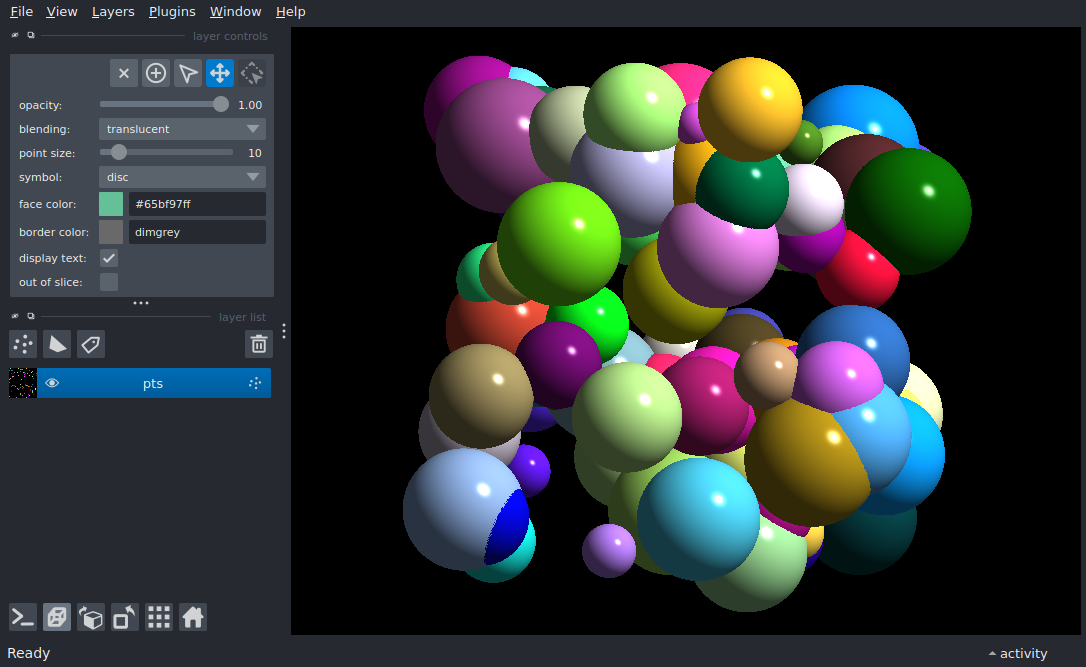 File View Layers Plugins Window Help
layer controls
opacity: 1.00
blending: translucent
point size: 10
symbol: disc
face color: #65bf97ff
border color: dimgrey
display text:
out of slice:
layer list
pts
Ready
activity